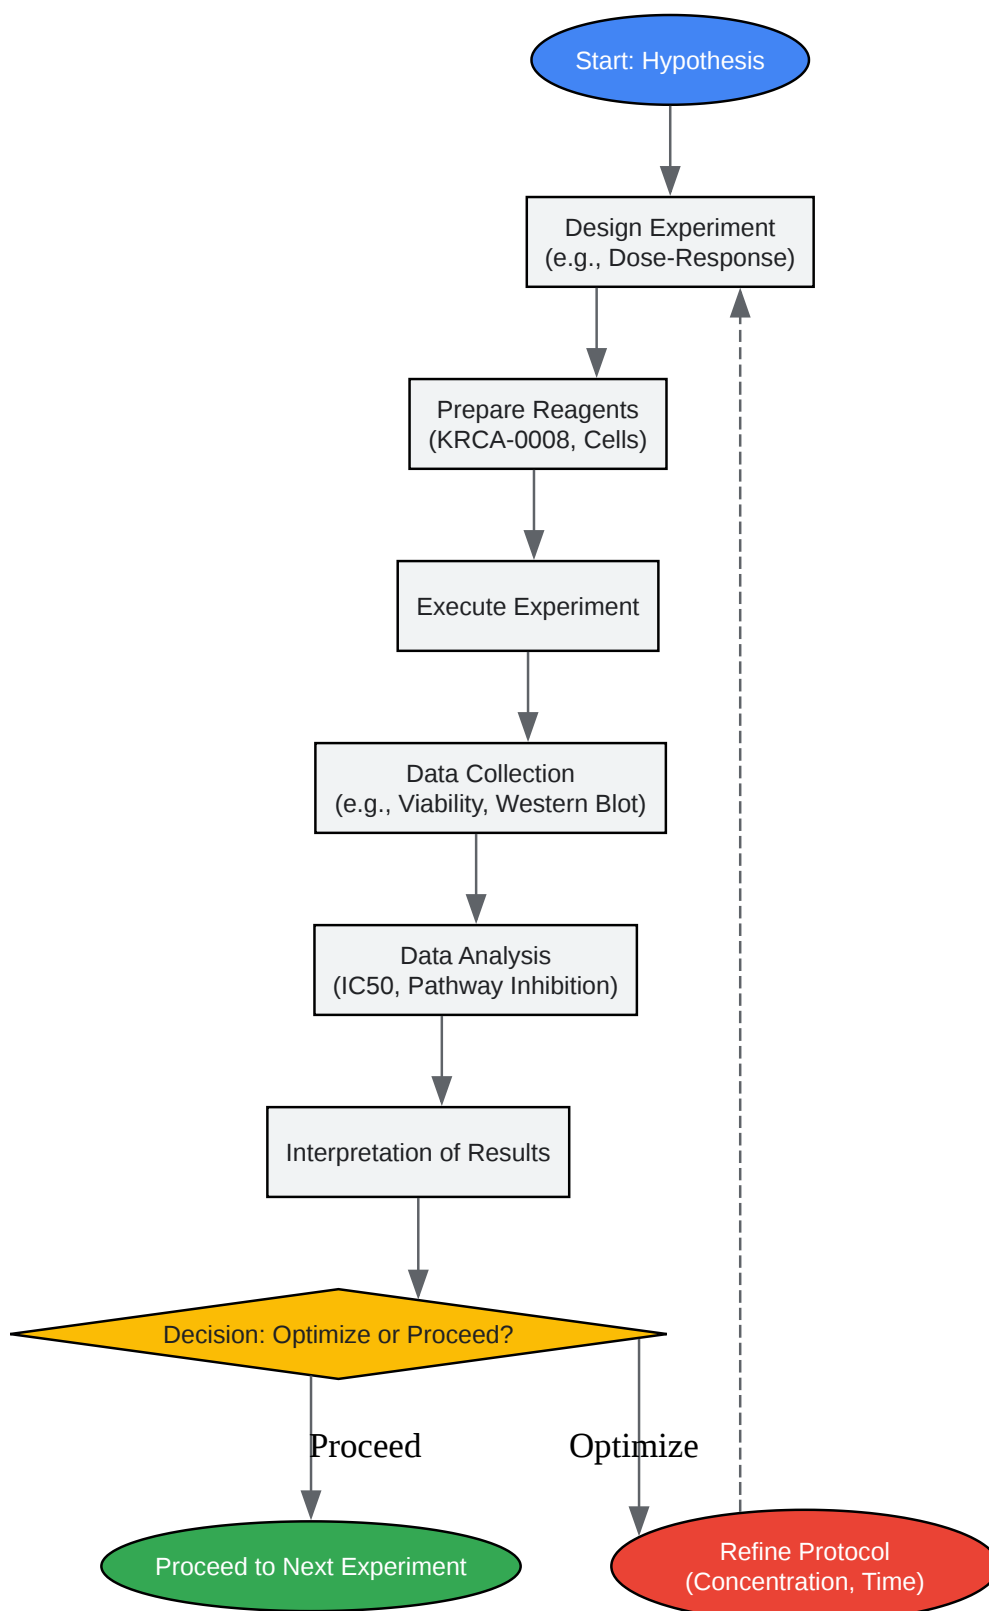 Start: Hypothesis
Design Experiment
(e.g., Dose-Response)
Prepare Reagents
(KRCA-0008, Cells)
Execute Experiment
Data Collection
(e.g., Viability, Western Blot)
Data Analysis
(IC50, Pathway Inhibition)
Interpretation of Results
Decision: Optimize or Proceed?
Proceed
Optimize
Proceed to Next Experiment
Refine Protocol
(Concentration, Time)